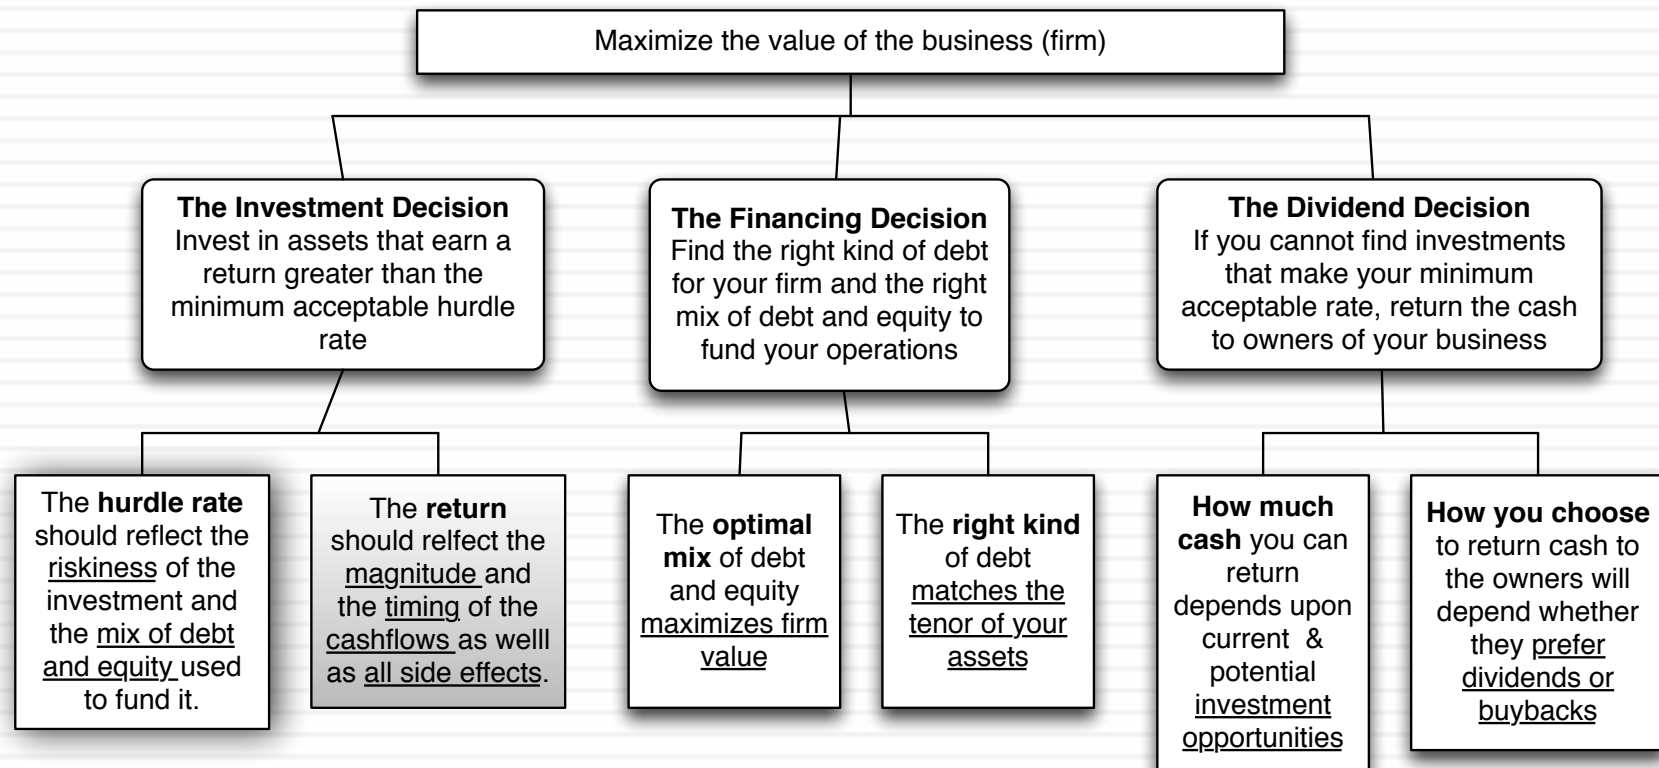 Maximize the value of the business (firm)
The Investment Decision
Invest in assets that earn a
return greater than the
minimum acceptable hurdle
rate
The Financing Decision
Find the right kind of debt
for your firm and the right
mix of debt and equity to
fund your operations
The Dividend Decision
If you cannot find investments
that make your minimum
acceptable rate, return the cash
to owners of your business
The hurdle rate
should reflect the
riskiness of the
investment and
the mix of debt
and equity used
to fund it.
The return
should relfect the
magnitude and
the timing of the
cashflows as welll
as all side effects.
The optimal
mix of debt
and equity
maximizes firm
value
The right kind
of debt
matches the
tenor of your
assets
How much
cash you can
return
depends upon
current &
potential
investment
opportunities
How you choose
to return cash to
the owners will
depend whether
they prefer
dividends or
buybacks